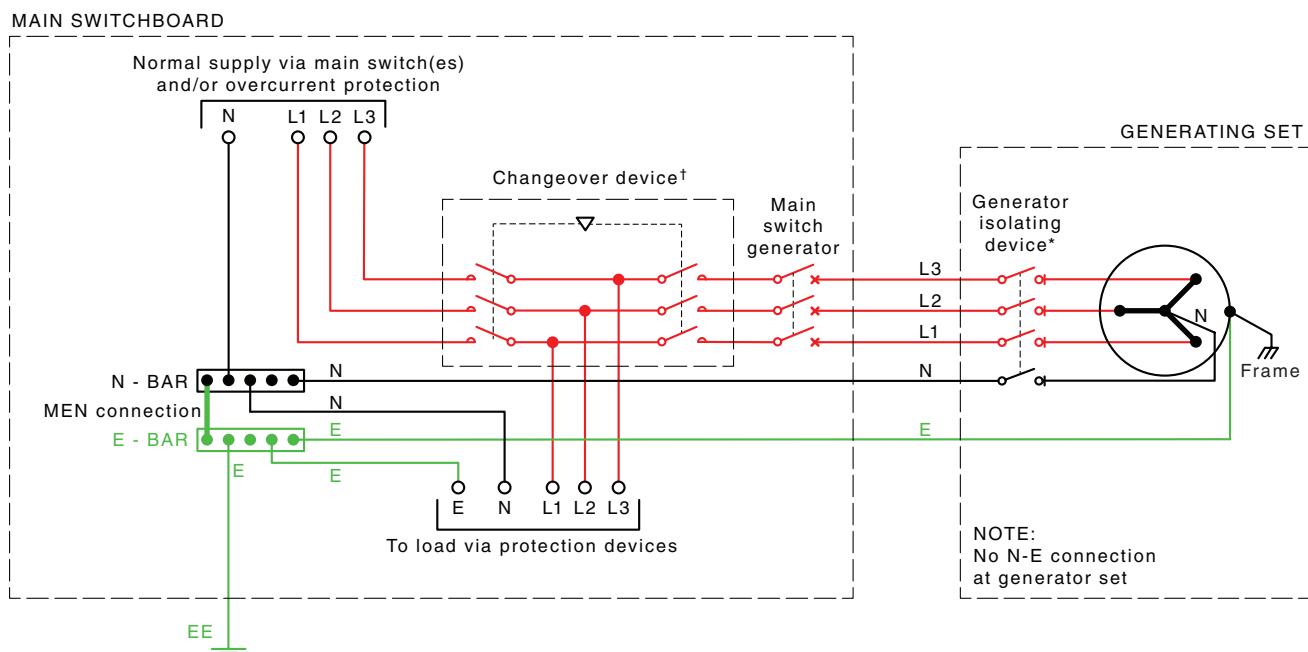 MAIN SWITCHBOARD
Normal supply via main switch(es)
and/or overcurrent protection
N L1 L2 L3
GENERATING SET
Changeover device†
Main
switch
generator
Generator
isolating
device*
L3
L2
L1
N
N
Frame
N - BAR
N
MEN connection
N
E - BAR
E
E
E
E
E N L1 L2 L3
To load via protection devices
NOTE:
No N-E connection
at generator set
EE